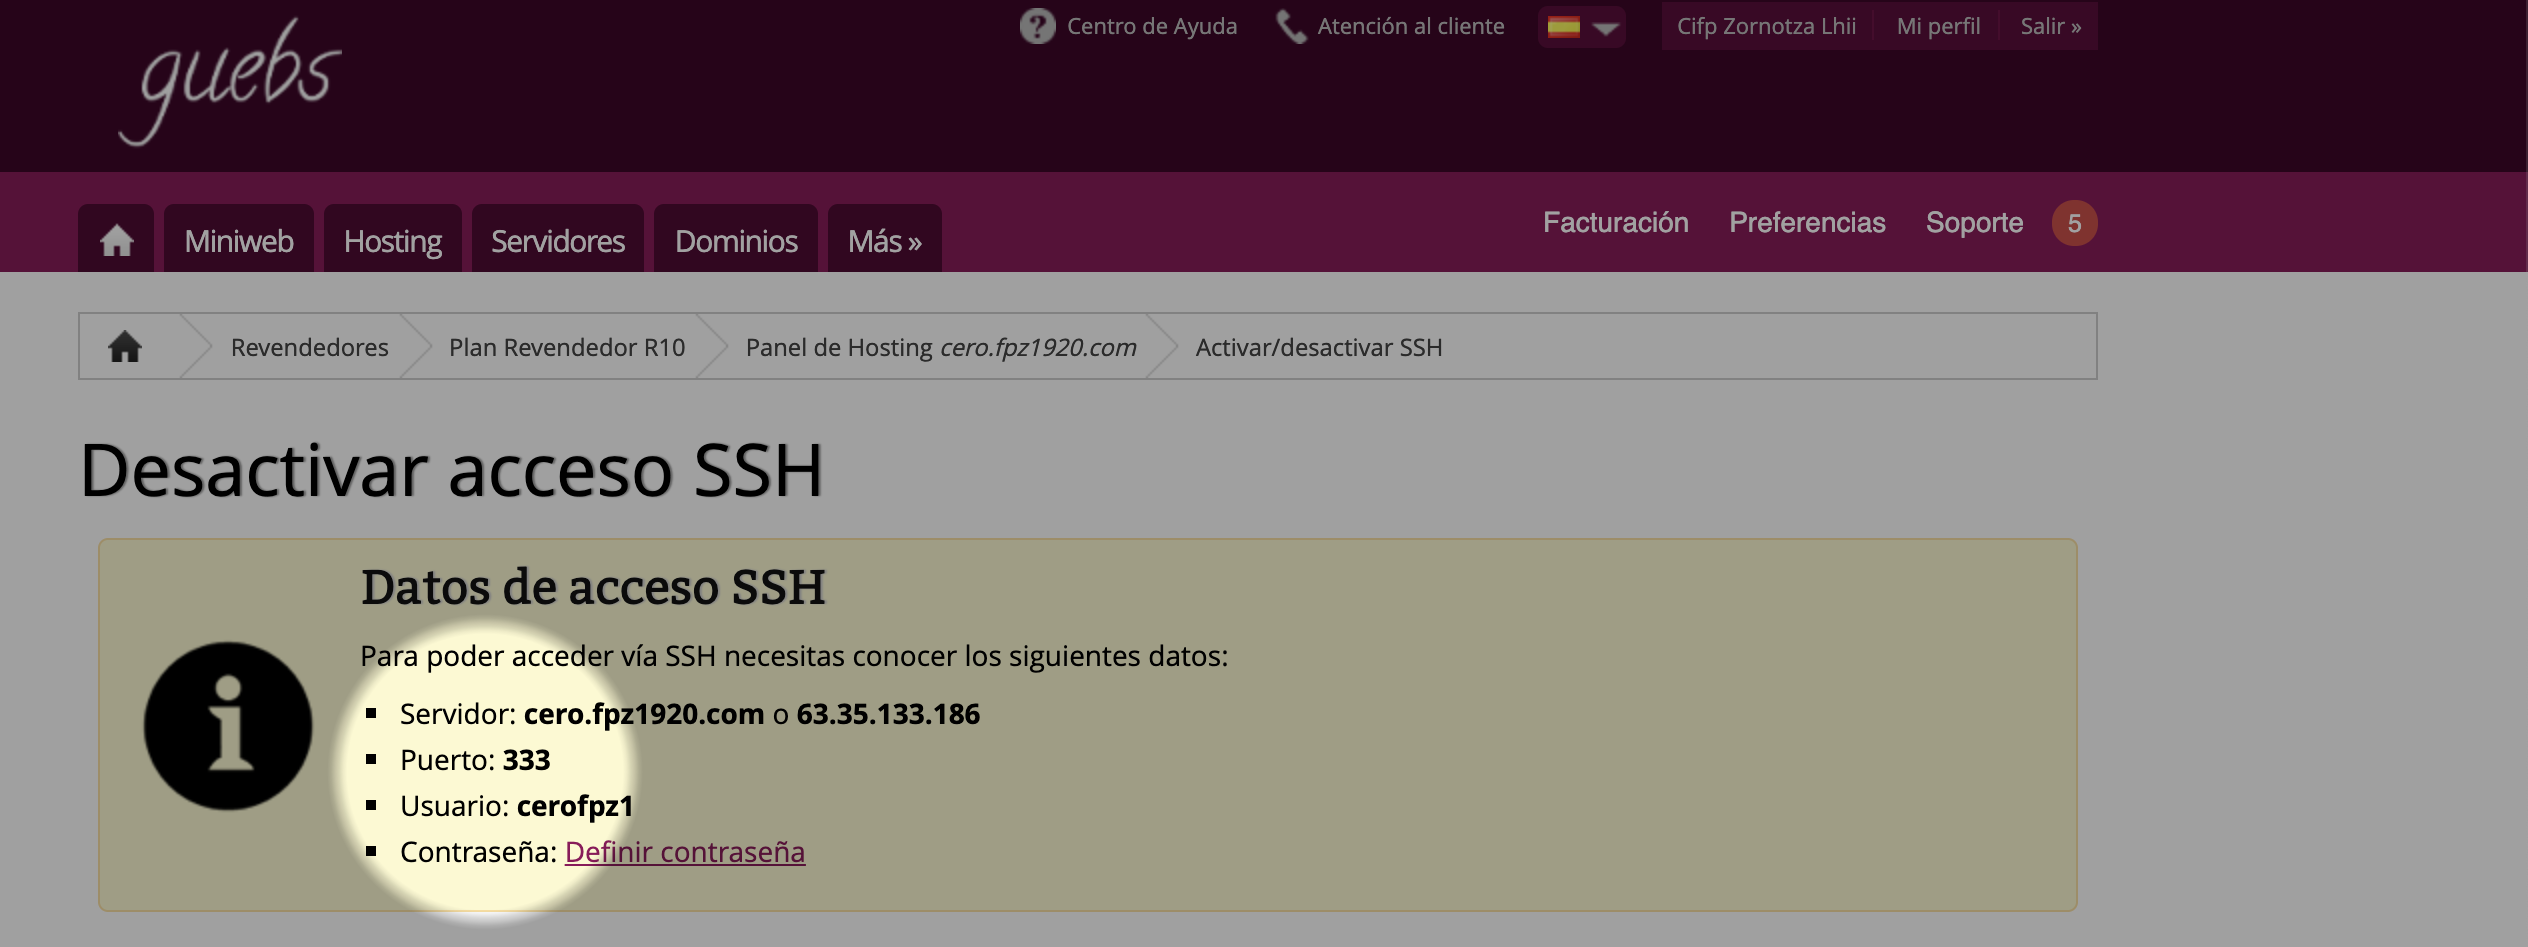 guebs
Centro de Ayuda
Atención al cliente
Cifp Zornotza Lhii
Mi perfil
Salir »
Miniweb
Hosting
Servidores
Dominios
Más »
Facturación
Preferencias
Soporte
5
Revendedores
Plan Revendedor R10
Panel de Hosting cero.fpz1920.com
Activar/desactivar SSH
Desactivar acceso SSH
Datos de acceso SSH
Para poder acceder vía SSH necesitas conocer los siguientes datos:
Servidor: cero.fpz1920.com o 63.35.133.186
Puerto: 333
Usuario: cerofpz1
Contraseña: Definir contraseña